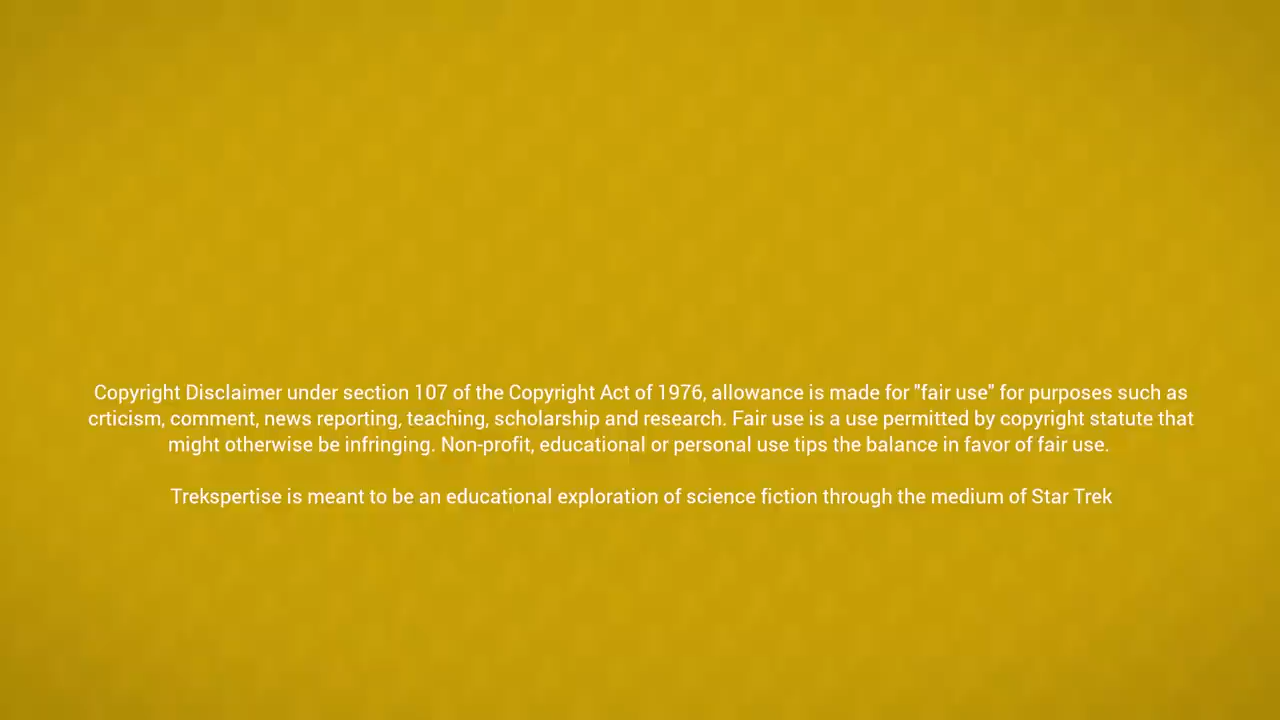 Copyright Disclaimer under section 107 of the Copyright Act of 1976, allowance is made for "fair use" for purposes such as
crticism, comment, news reporting, teaching, scholarship and research. Fair use is a use permitted by copyright statute that
might otherwise be infringing. Non-profit, educational or personal use tips the balance in favor of fair use.
Trekspertise is meant to be an educational exploration of science fiction through the medium of Star Trek